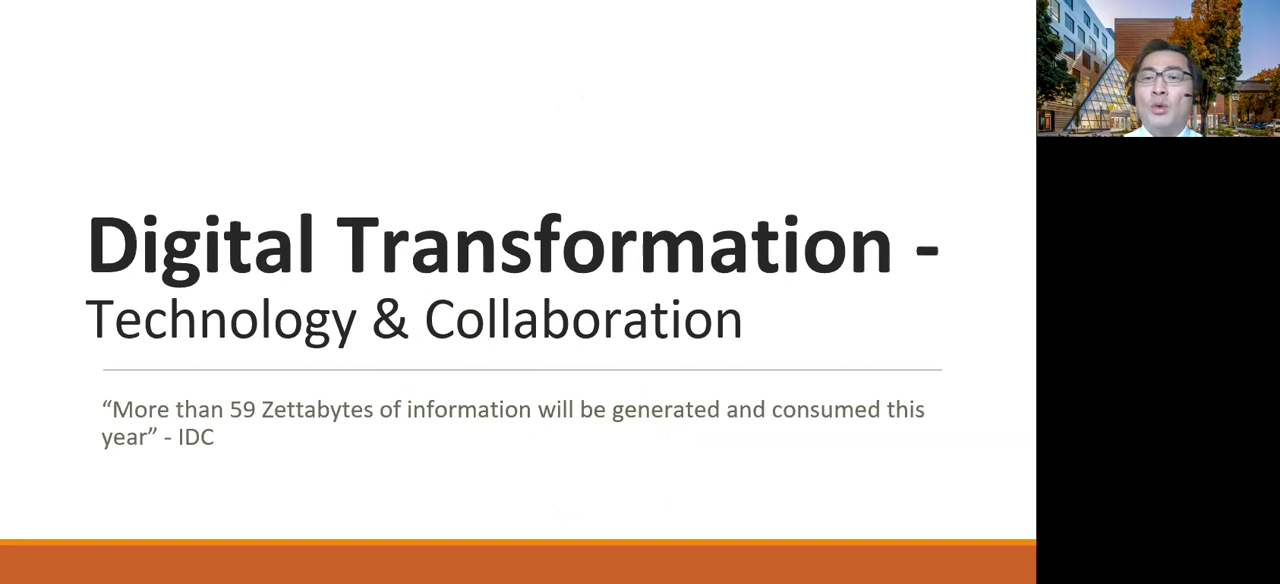 Digital Transformation -
Technology & Collaboration
“More than 59 Zettabytes of information will be generated and consumed this
year” - IDC